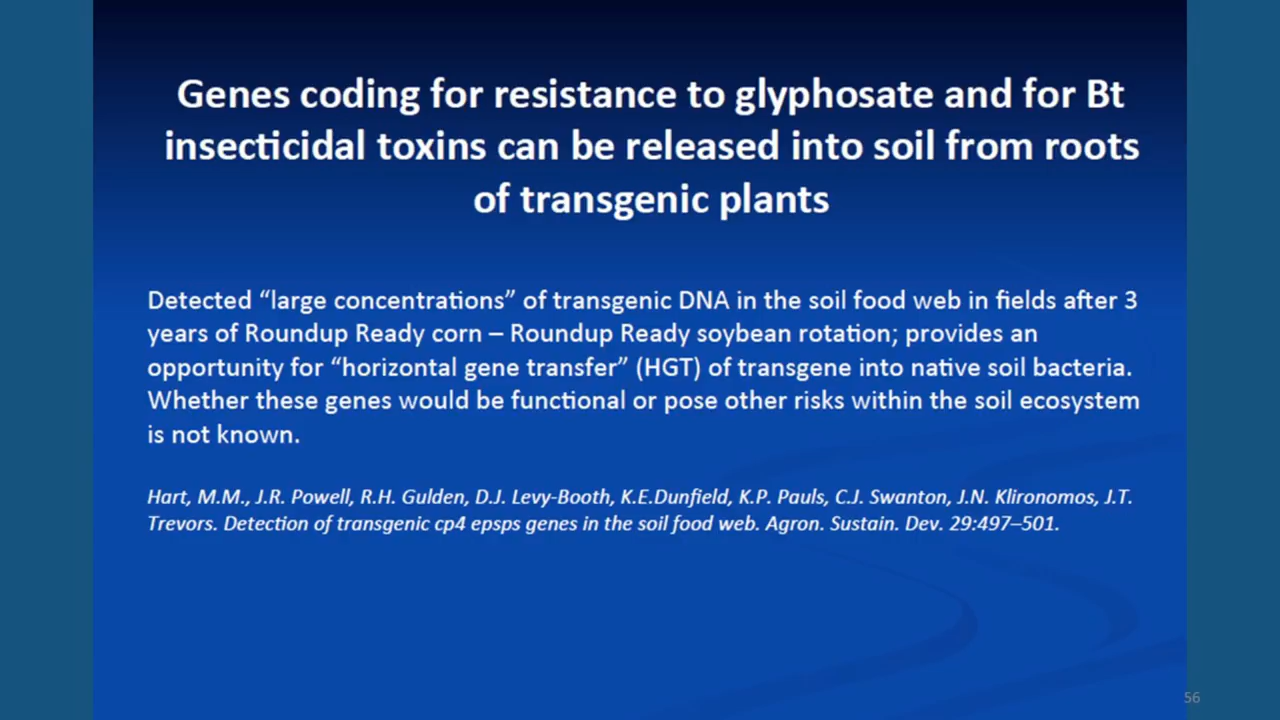 Genes coding for resistance to glyphosate and for Bt
insecticidal toxins can be released into soil from roots
of transgenic plants
Detected “large concentrations” of transgenic DNA in the soil food web in fields after 3
years of Roundup Ready corn – Roundup Ready soybean rotation; provides an
opportunity for “horizontal gene transfer” (HGT) of transgene into native soil bacteria.
Whether these genes would be functional or pose other risks within the soil ecosystem
is not known.
Hart, M.M., J.R. Powell, R.H. Gulden, D.J. Levy-Booth, K.E.Dunfield, K.P. Pauls, C.J. Swanton, J.N. Klironomos, J.T.
Trevors. Detection of transgenic cp4 epsps genes in the soil food web. Agron. Sustain. Dev. 29:497–501.
56